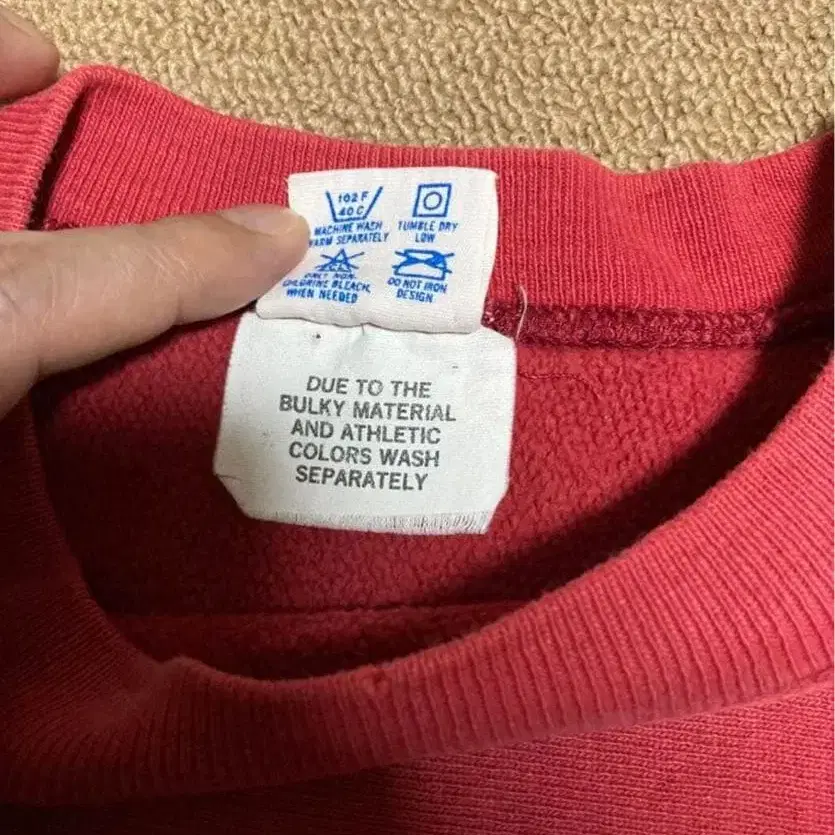 102 F
40 C
MACHINE WASH
WARM SEPARATELY
TUMBLE DRY
LOW
CL
ONLY NON-
CHLORINE BLEACH,
WHEN NEEDED
DO NOT IRON
DESIGN
DUE TO THE
BULKY MATERIAL
AND ATHLETIC
COLORS WASH
SEPARATELY